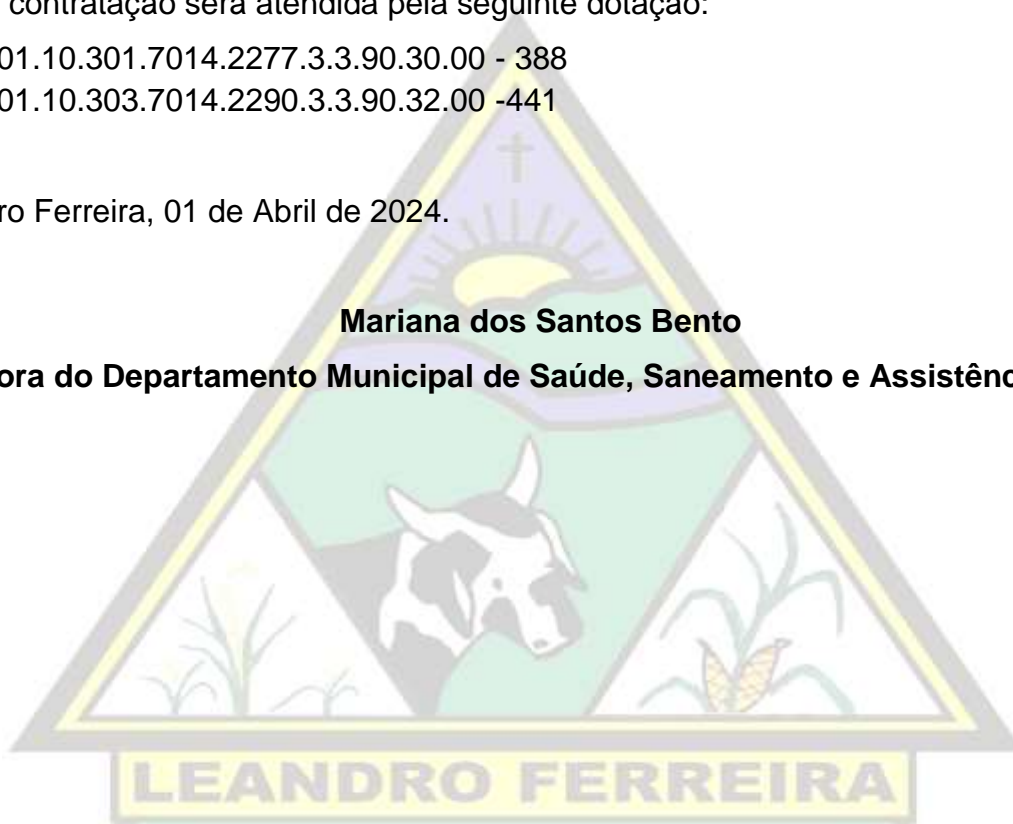 contratação será atendida pela seguinte dotação:
01.10.301.7014.2277.3.3.90.30.00 - 388
01.10.303.7014.2290.3.3.90.32.00 -441
ro Ferreira, 01 de Abril de 2024.
Mariana dos Santos Bento
ora do Departamento Municipal de Saúde, Saneamento e Assistênc
LEANDRO FERREIRA